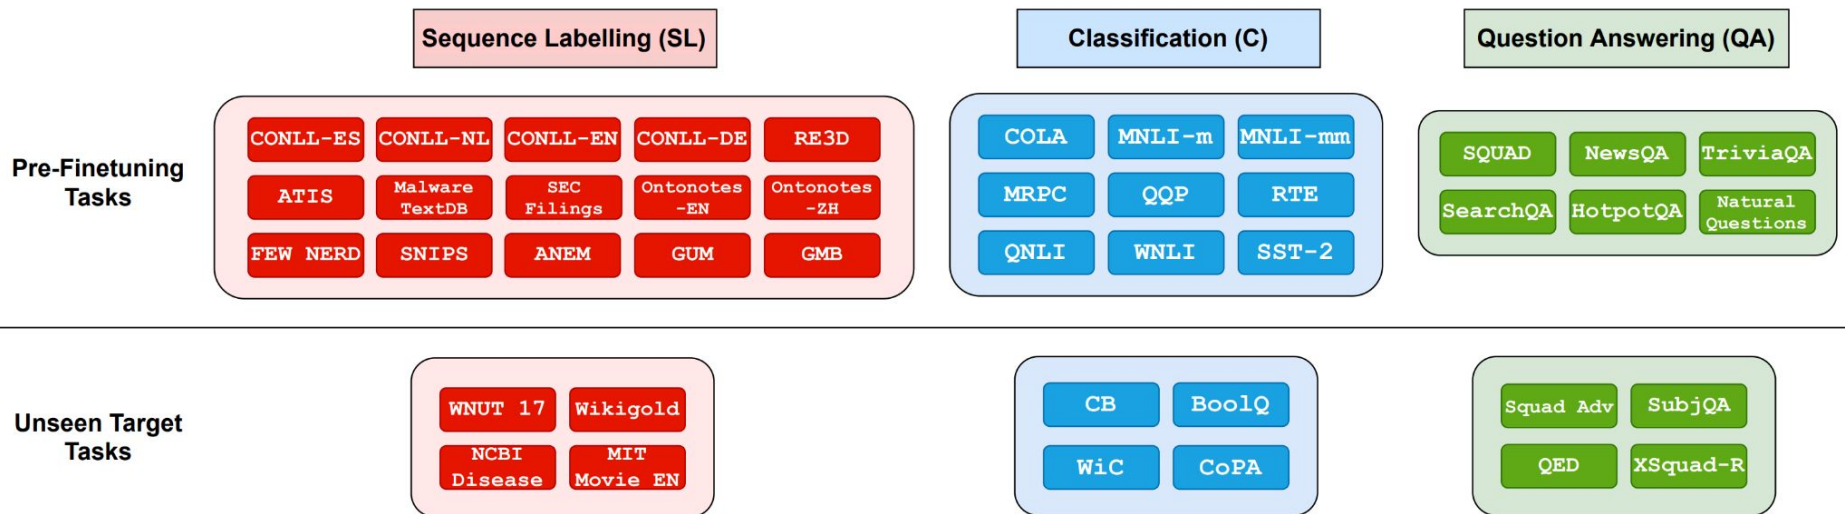 Sequence Labelling (SL)
Classification (C)
Question Answering (QA)
Pre-Finetuning
Tasks
CONLL-ES
CONLL-NL
CONLL-EN
CONLL-DE
RE3D
ATIS
Malware
TextDB
SEC
Filings
Ontonotes
-EN
Ontonotes
-ZH
FEW NERD
SNIPS
ANEM
GUM
GMB
COLA
MNLI-m
MNLI-mm
MRPC
QQP
RTE
QNLI
WNLI
SST-2
SQUAD
NewsQA
TriviaQA
SearchQA
HotpotQA
Natural
Questions
Unseen Target
Tasks
WNUT 17
Wikigold
NCBI
Disease
MIT
Movie EN
CB
BoolQ
WiC
CoPA
Squad Adv
SubjQA
QED
XSquad-R